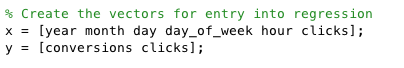 % Create the vectors for entry into regression
x = [year month day day_of_week hour clicks];
y = [conversions clicks];